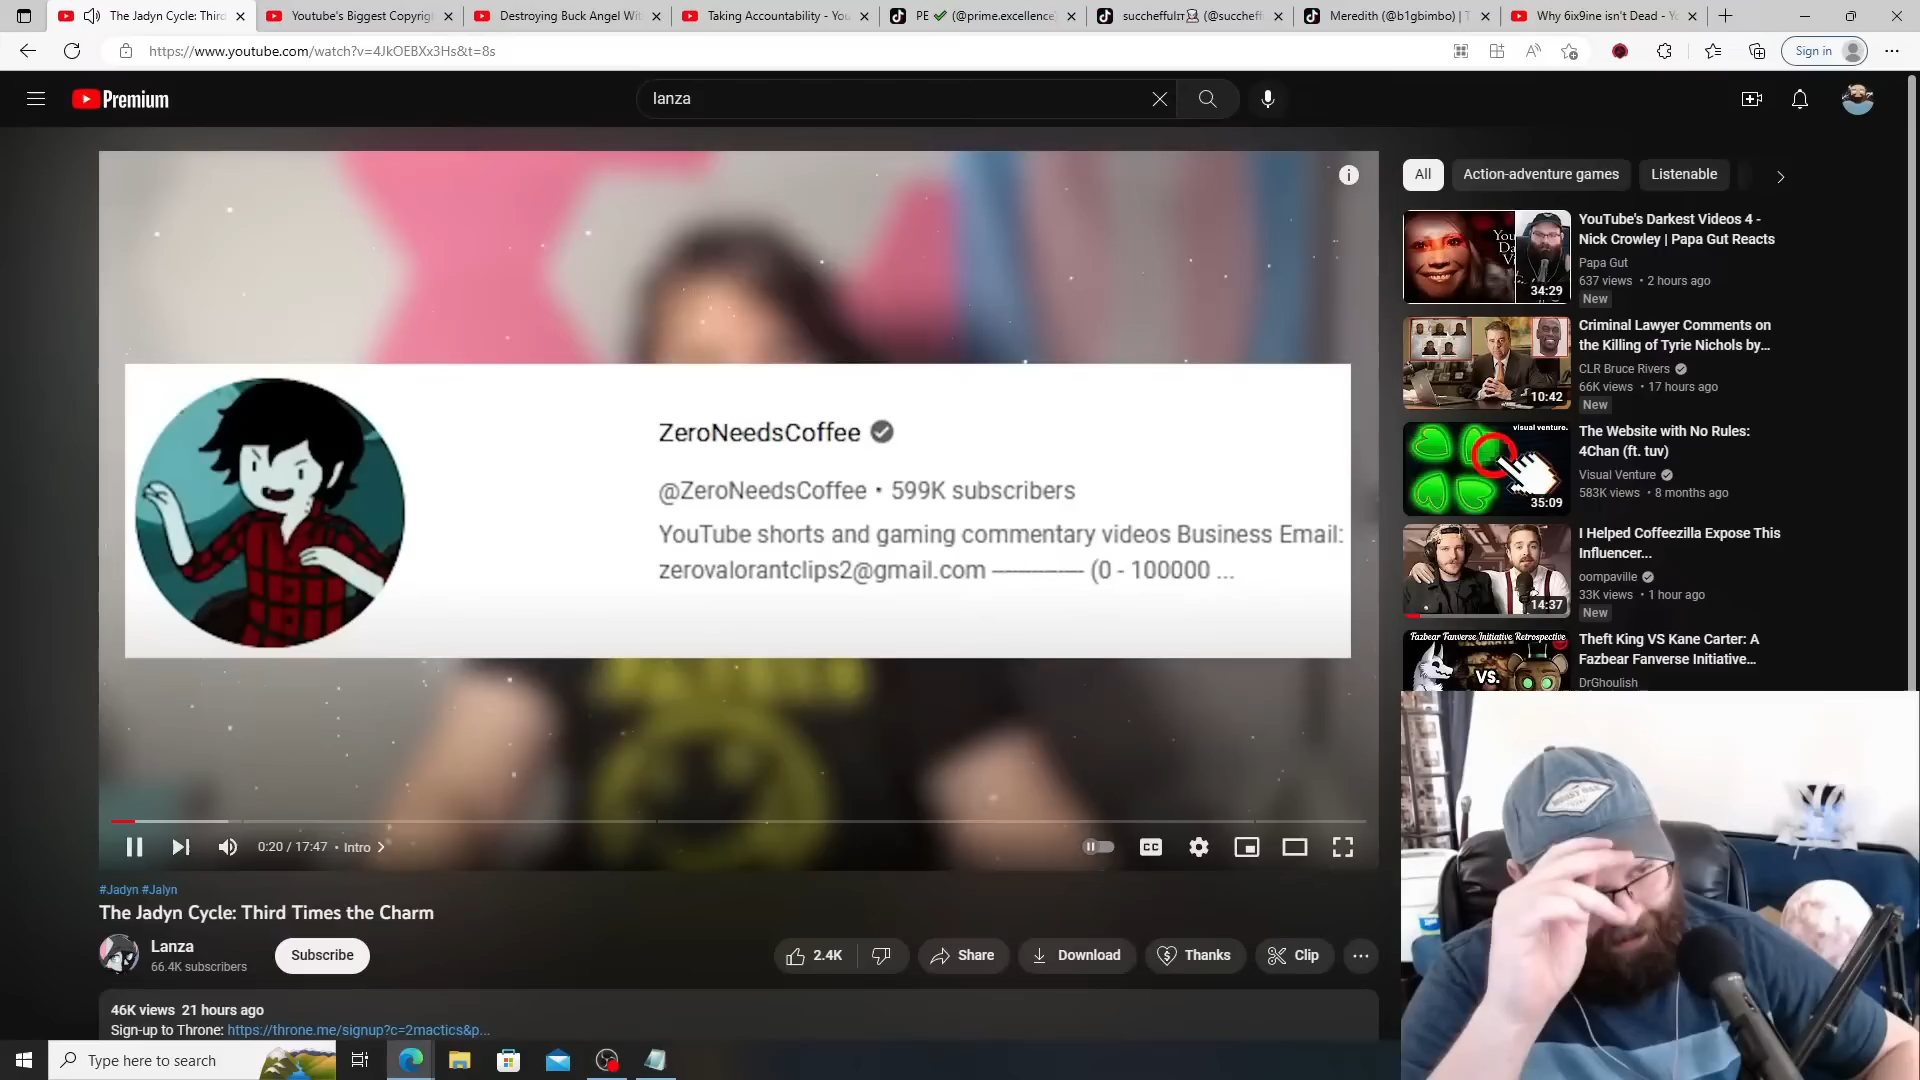 The Jadyn Cycle: Third
Youtube's Biggest Copyrig
Destroying Buck Angel Wit
Taking Accountability - You
PE ✔ (@prime.excellence)
succheffulɪᴛ (@succheff
Meredith (@b1gbimbo) | T
Why 6ix9ine isn't Dead - Yo
https://www.youtube.com/watch?v=4JkOEBXx3Hs&t=8s
Sign in
Premium
lanza
ZeroNeedsCoffee
@ZeroNeedsCoffee • 599K subscribers
YouTube shorts and gaming commentary videos Business Email:
zerovalorantclips2@gmail.com ------------- (0 - 100000 ...
0:20 / 17:47 • Intro
CC
#Jadyn #Jalyn
The Jadyn Cycle: Third Times the Charm
Lanza
66.4K subscribers
Subscribe
2.4K
Share
Download
Thanks
Clip
46K views 21 hours ago
Sign-up to Throne: https://throne.me/signup?c=2mactics&p...
All
Action-adventure games
Listenable
YouTube's Darkest Videos 4 -
Nick Crowley | Papa Gut Reacts
Papa Gut
637 views • 2 hours ago
New
34:29
Criminal Lawyer Comments on
the Killing of Tyrie Nichols by...
CLR Bruce Rivers
66K views • 17 hours ago
New
10:42
visual venture.
The Website with No Rules:
4Chan (ft. tuv)
Visual Venture
583K views • 8 months ago
35:09
I Helped Coffeezilla Expose This
Influencer...
oompaville
33K views • 1 hour ago
New
14:37
Fazbear Fanverse Initiative Retrospective
VS.
Theft King VS Kane Carter: A
Fazbear Fanverse Initiative...
DrGhoulish
Type here to search